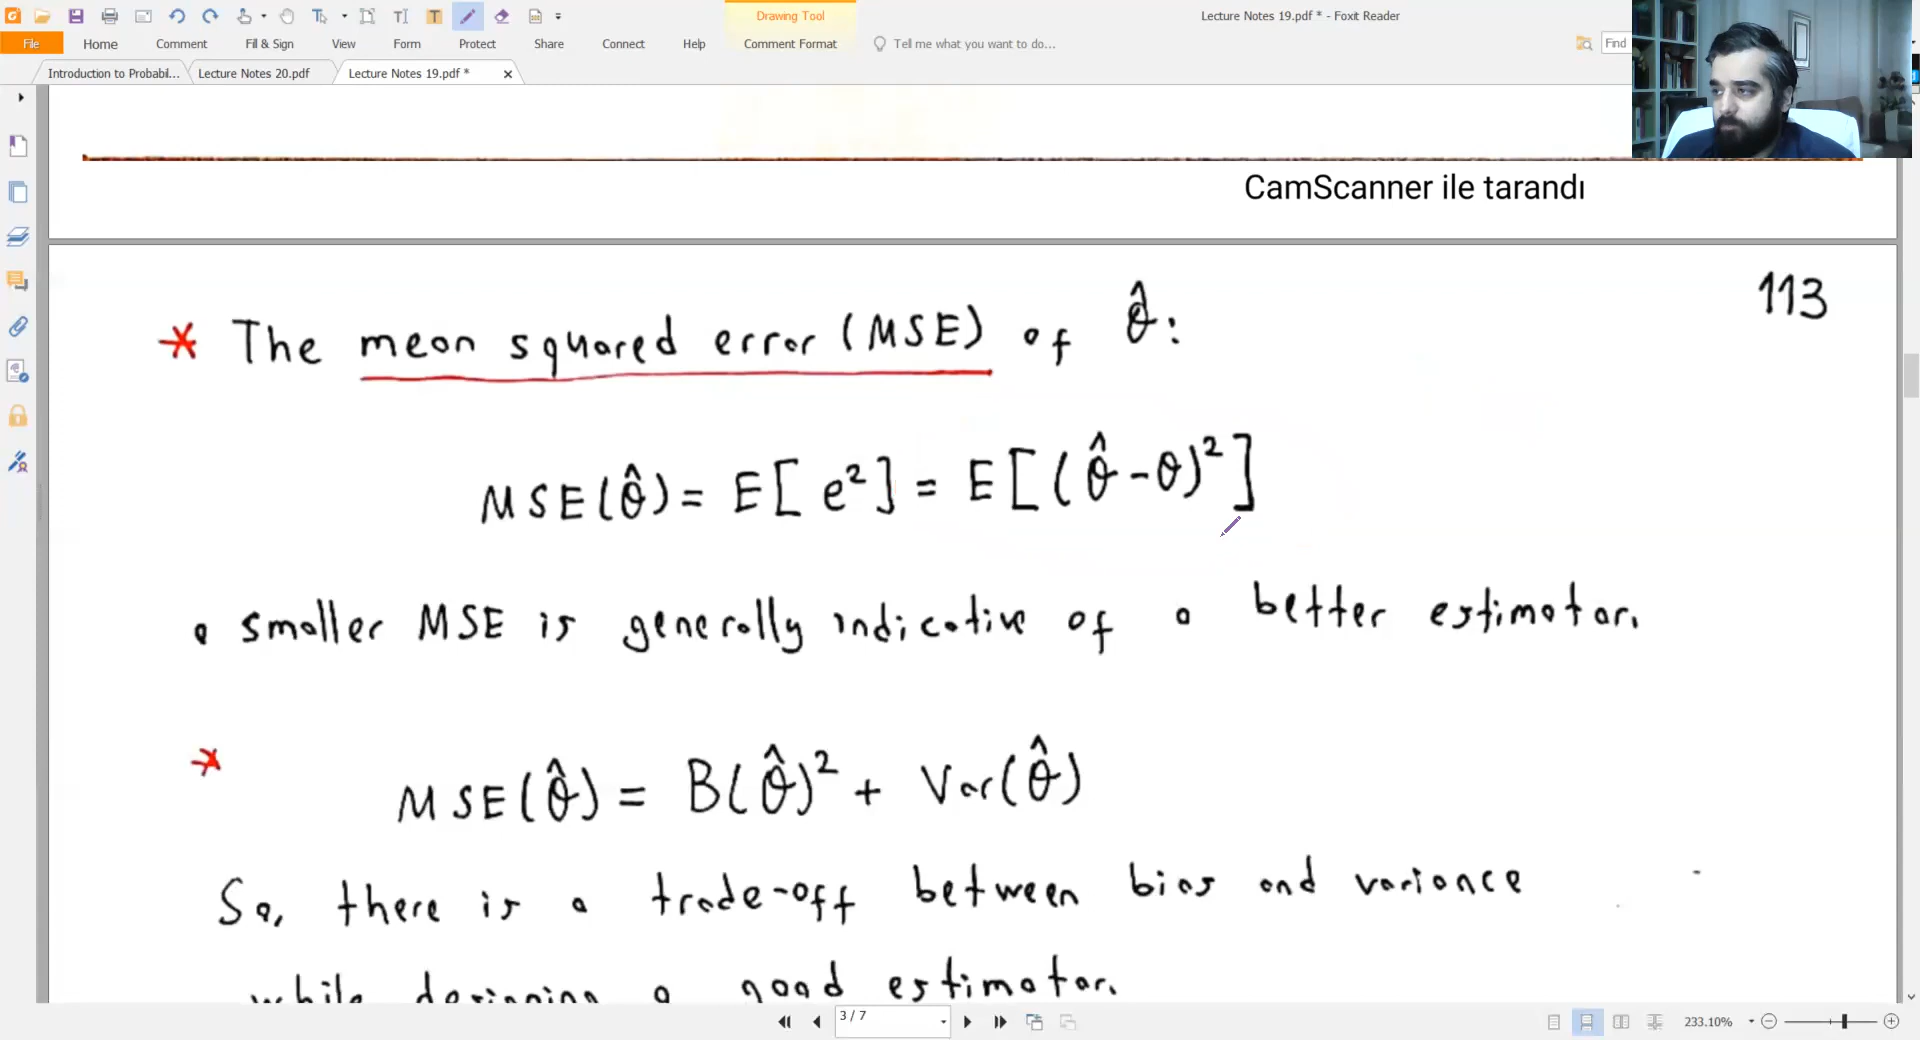 Drawing Tool
Lecture Notes 19.pdf * - Foxit Reader
File Home Comment Fill & Sign View Form Protect Share Connect Help Comment Format Tell me what you want to do... Find
Introduction to Probabil... Lecture Notes 20.pdf Lecture Notes 19.pdf *
CamScanner ile tarandı
113
* The mean squared error (MSE) of θ̂:
MSE(θ̂) = E[e²] = E[(θ̂-θ)²]
a smaller MSE is generally indicative of a better estimator.
* MSE(θ̂) = B(θ̂)² + Var(θ̂)
So, there is a trade-off between bias and variance
while designing a good estimator.
3 / 7
233.10%